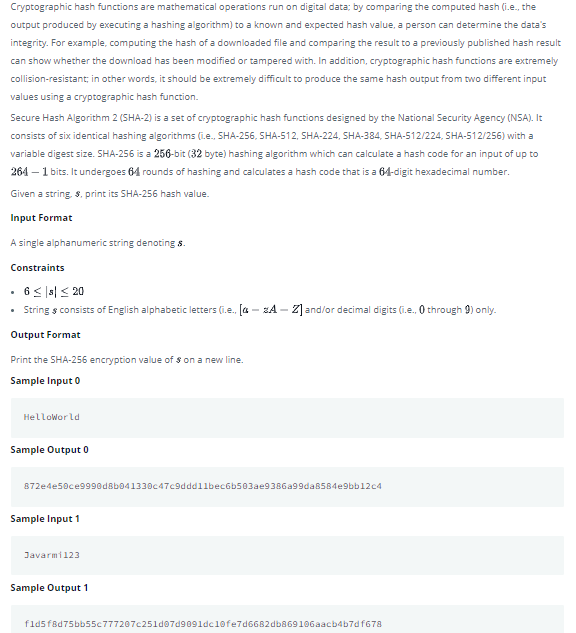 Cryptographic hash functions are mathematical operations run on digital data; by comparing the computed hash (i.e., the
output produced by executing a hashing algorithm) to a known and expected hash value, a person can determine the data's
integrity. For example, computing the hash of a downloaded file and comparing the result to a previously published hash result
can show whether the download has been modified or tampered with. In addition, cryptographic hash functions are extremely
collision-resistant; in other words, it should be extremely difficult to produce the same hash output from two different input
values using a cryptographic hash function.
Secure Hash Algorithm 2 (SHA-2) is a set of cryptographic hash functions designed by the National Security Agency (NSA). It
consists of six identical hashing algorithms (i.e., SHA-256, SHA-512, SHA-224, SHA-384, SHA-512/224, SHA-512/256) with a
variable digest size. SHA-256 is a 256-bit (32 byte) hashing algorithm which can calculate a hash code for an input of up to
264 − 1 bits. It undergoes 64 rounds of hashing and calculates a hash code that is a 64-digit hexadecimal number.
Given a string, s, print its SHA-256 hash value.
Input Format
A single alphanumeric string denoting s.
Constraints
• 6 ≤ |s| ≤ 20
• String s consists of English alphabetic letters (i.e., [a − zA − Z] and/or decimal digits (i.e., 0 through 9) only.
Output Format
Print the SHA-256 encryption value of s on a new line.
Sample Input 0
HelloWorld
Sample Output 0
872e4e50ce9990d8b041330c47c9ddd11bec6b503ae9386a99da8584e9bb12c4
Sample Input 1
Javarmi123
Sample Output 1
f1d5f8d75bb55c777207c251d07d9091dc10fe7d6682db869106aacb4b7df678